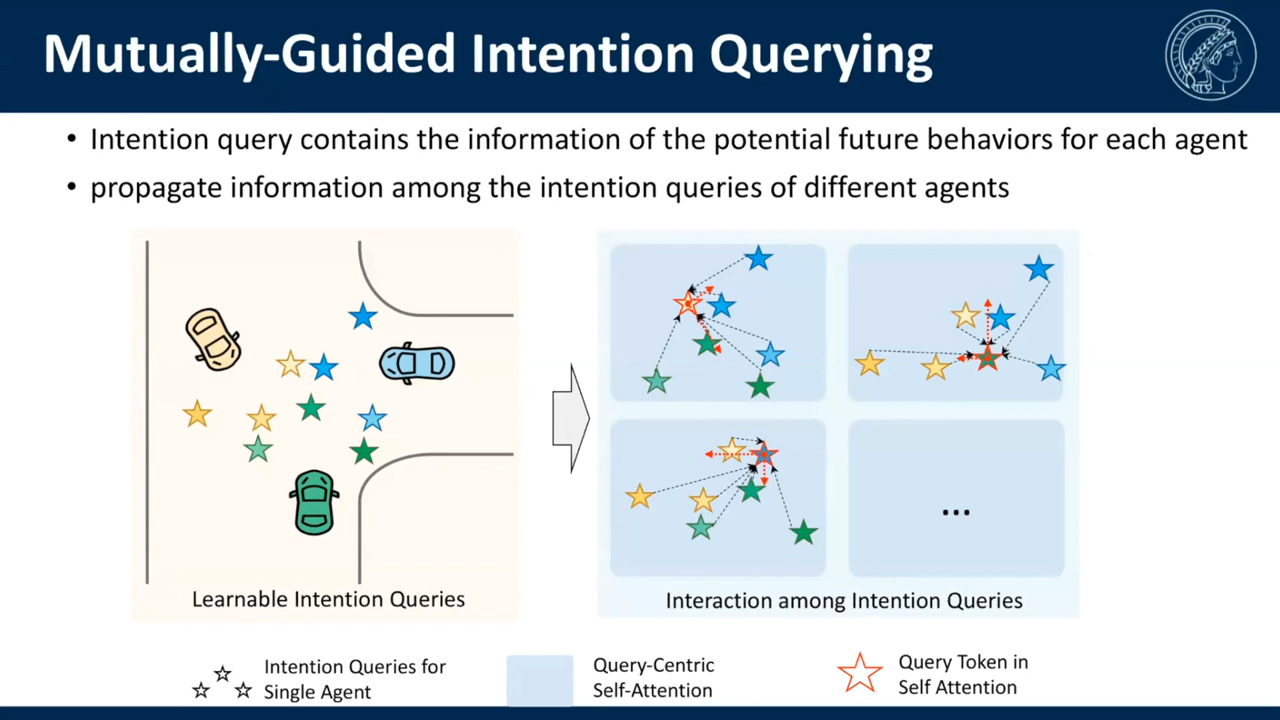 Mutually-Guided Intention Querying
• Intention query contains the information of the potential future behaviors for each agent
• propagate information among the intention queries of different agents
...
Learnable Intention Queries
Interaction among Intention Queries
Intention Queries for
Single Agent
Query-Centric
Self-Attention
Query Token in
Self Attention